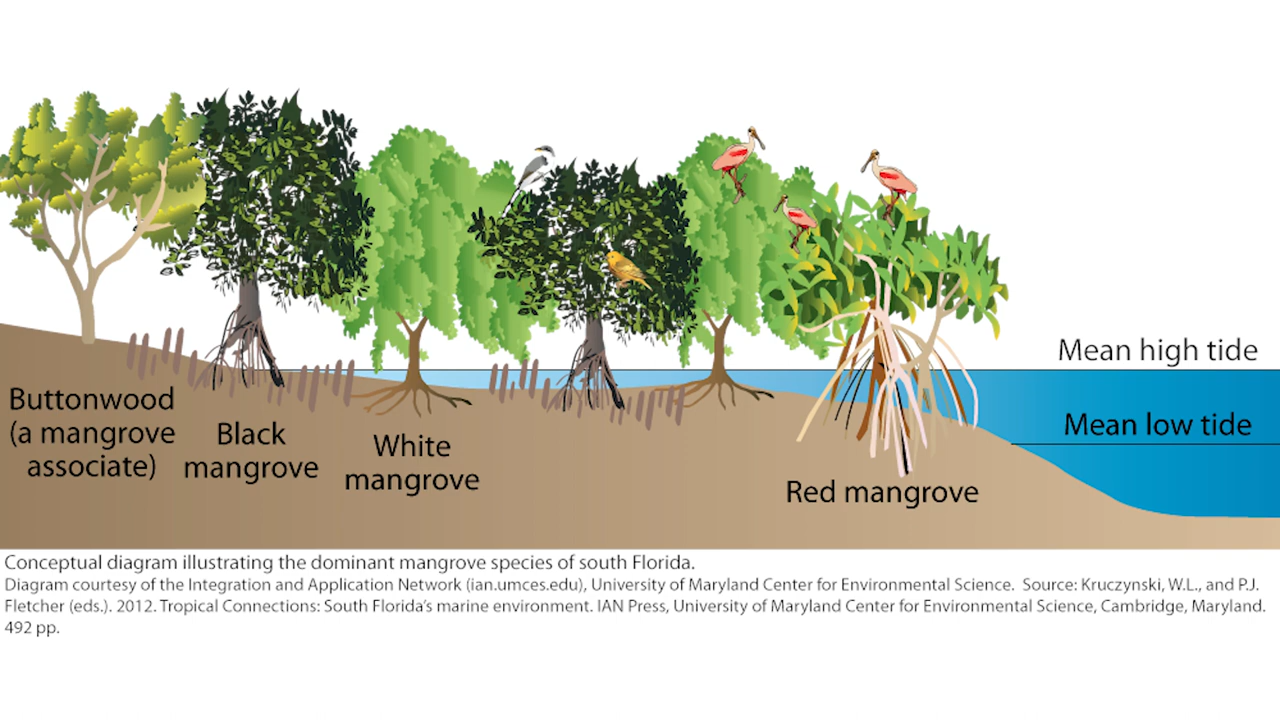 Mean high tide
Mean low tide
Buttonwood
(a mangrove
associate)
Black
mangrove
White
mangrove
Red mangrove
Conceptual diagram illustrating the dominant mangrove species of south Florida.
Diagram courtesy of the Integration and Application Network (ian.umces.edu), University of Maryland Center for Environmental Science. Source: Kruczynski, W.L., and P.J.
Fletcher (eds.). 2012. Tropical Connections: South Florida's marine environment. IAN Press, University of Maryland Center for Environmental Science, Cambridge, Maryland.
492 pp.